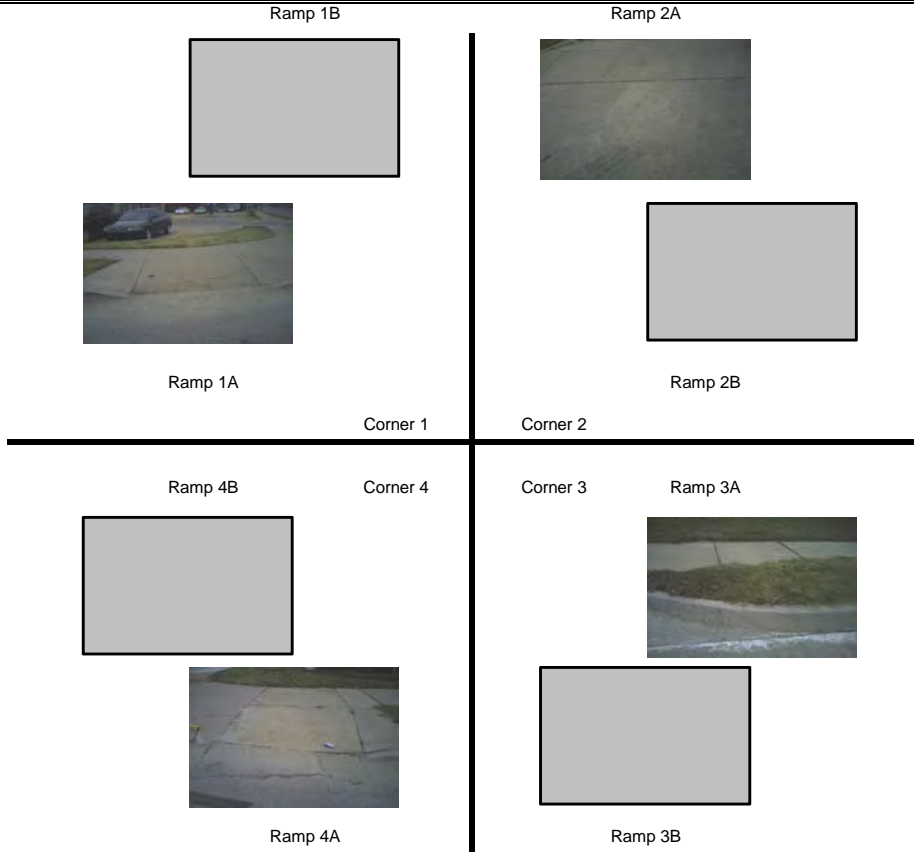 Ramp 1B
Ramp 2A
Ramp 1A
Ramp 2B
Corner 1
Corner 2
Ramp 4B
Corner 4
Corner 3
Ramp 3A
Ramp 4A
Ramp 3B